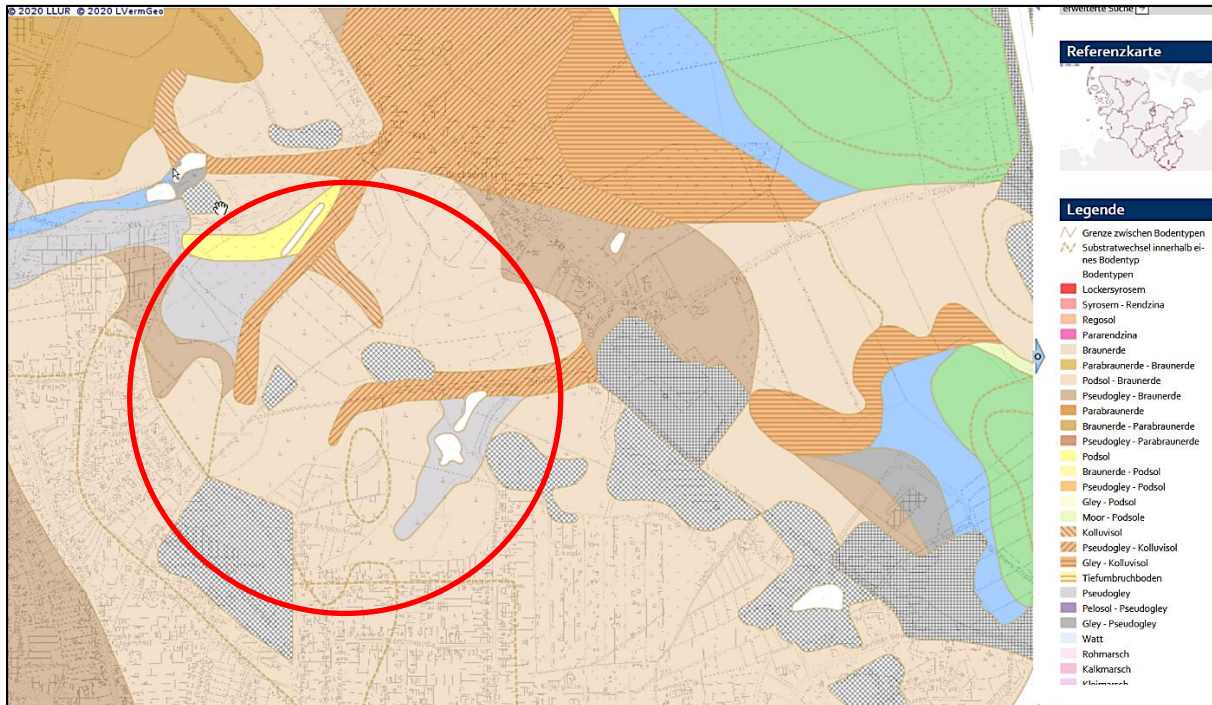 © 2020 LLUR © 2020 LVermGeo
erweiterte Suche
Referenzkarte
Legende
Grenze zwischen Bodentypen
Substratwechsel innerhalb ei-
nes Bodentyp
Bodentypen
Lockersyrosem
Syrosem - Rendzina
Regosol
Pararendzina
Braunerde
Parabraunerde - Braunerde
Podsol - Braunerde
Pseudogley - Braunerde
Parabraunerde
Braunerde - Parabraunerde
Pseudogley - Parabraunerde
Podsol
Braunerde - Podsol
Pseudogley - Podsol
Gley - Podsol
Moor - Podsole
Kolluvisol
Pseudogley - Kolluvisol
Gley - Kolluvisol
Tiefumbruchboden
Pseudogley
Pelosol - Pseudogley
Gley - Pseudogley
Watt
Rohmarsch
Kalkmarsch
Kleimarsch